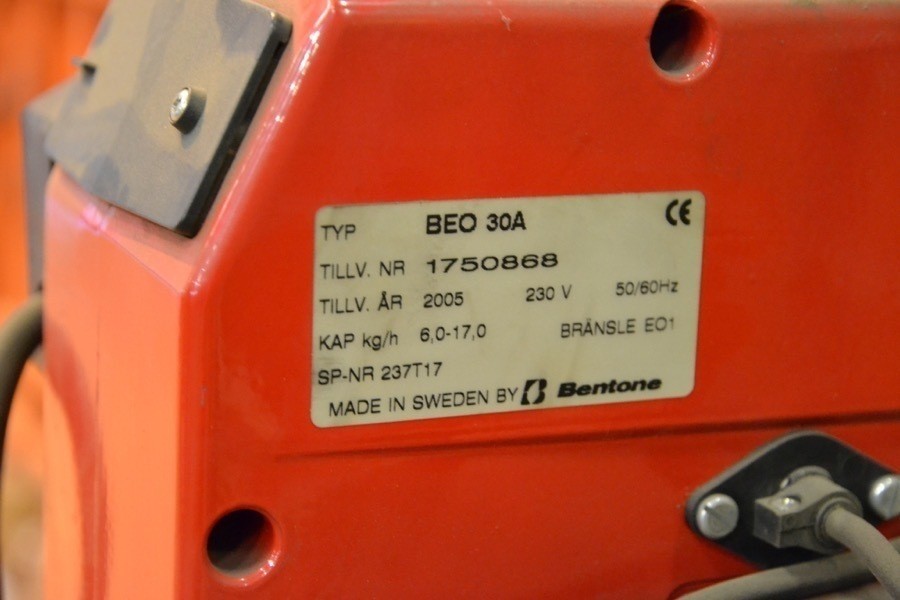 TYP BEO 30A CE
TILLV. NR 1750868
TILLV. ÅR 2005 230 V 50/60Hz
KAP kg/h 6,0-17,0 BRÄNSLE EO1
SP-NR 237T17
MADE IN SWEDEN BY Bentone